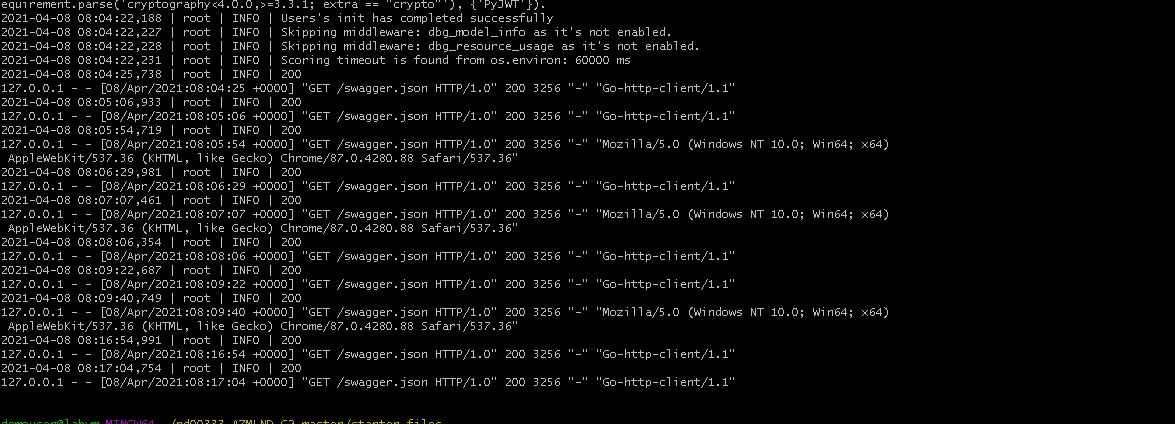 equirement.parse('cryptography<4.0.0,>=3.3.1; extra == "crypto"'), {'PyJWT'}).
2021-04-08 08:04:22,188 | root | INFO | Users's init has completed successfully
2021-04-08 08:04:22,227 | root | INFO | Skipping middleware: dbg_model_info as it's not enabled.
2021-04-08 08:04:22,228 | root | INFO | Skipping middleware: dbg_resource_usage as it's not enabled.
2021-04-08 08:04:22,231 | root | INFO | Scoring timeout is found from os.environ: 60000 ms
2021-04-08 08:04:25,738 | root | INFO | 200
127.0.0.1 - - [08/Apr/2021:08:04:25 +0000] "GET /swagger.json HTTP/1.0" 200 3256 "-" "Go-http-client/1.1"
2021-04-08 08:05:06,933 | root | INFO | 200
127.0.0.1 - - [08/Apr/2021:08:05:06 +0000] "GET /swagger.json HTTP/1.0" 200 3256 "-" "Go-http-client/1.1"
2021-04-08 08:05:54,719 | root | INFO | 200
127.0.0.1 - - [08/Apr/2021:08:05:54 +0000] "GET /swagger.json HTTP/1.0" 200 3256 "-" "Mozilla/5.0 (Windows NT 10.0; Win64; x64)
AppleWebKit/537.36 (KHTML, like Gecko) Chrome/87.0.4280.88 Safari/537.36"
2021-04-08 08:06:29,981 | root | INFO | 200
127.0.0.1 - - [08/Apr/2021:08:06:29 +0000] "GET /swagger.json HTTP/1.0" 200 3256 "-" "Go-http-client/1.1"
2021-04-08 08:07:07,461 | root | INFO | 200
127.0.0.1 - - [08/Apr/2021:08:07:07 +0000] "GET /swagger.json HTTP/1.0" 200 3256 "-" "Mozilla/5.0 (Windows NT 10.0; Win64; x64)
AppleWebKit/537.36 (KHTML, like Gecko) Chrome/87.0.4280.88 Safari/537.36"
2021-04-08 08:08:06,354 | root | INFO | 200
127.0.0.1 - - [08/Apr/2021:08:08:06 +0000] "GET /swagger.json HTTP/1.0" 200 3256 "-" "Go-http-client/1.1"
2021-04-08 08:09:22,687 | root | INFO | 200
127.0.0.1 - - [08/Apr/2021:08:09:22 +0000] "GET /swagger.json HTTP/1.0" 200 3256 "-" "Go-http-client/1.1"
2021-04-08 08:09:40,749 | root | INFO | 200
127.0.0.1 - - [08/Apr/2021:08:09:40 +0000] "GET /swagger.json HTTP/1.0" 200 3256 "-" "Mozilla/5.0 (Windows NT 10.0; Win64; x64)
AppleWebKit/537.36 (KHTML, like Gecko) Chrome/87.0.4280.88 Safari/537.36"
2021-04-08 08:16:54,991 | root | INFO | 200
127.0.0.1 - - [08/Apr/2021:08:16:54 +0000] "GET /swagger.json HTTP/1.0" 200 3256 "-" "Go-http-client/1.1"
2021-04-08 08:17:04,754 | root | INFO | 200
127.0.0.1 - - [08/Apr/2021:08:17:04 +0000] "GET /swagger.json HTTP/1.0" 200 3256 "-" "Go-http-client/1.1"